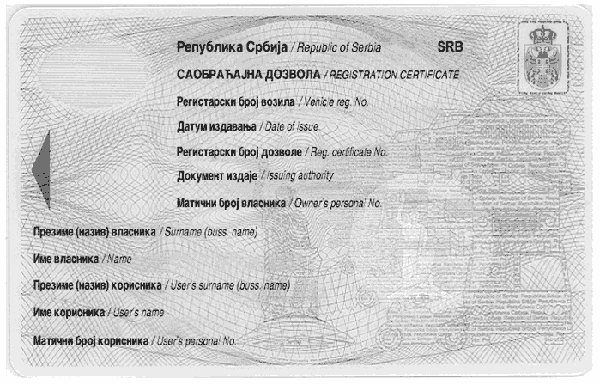 Република Србија / Republic of Serbia SRB
САОБРАЋАЈНА ДОЗВОЛА / REGISTRATION CERTIFICATE
Регистарски број возила / Vehicle reg. No.
Датум издавања / Date of issue.
Регистарски број дозволе / Reg. certificate No.
Документ издаје / Issuing authority
Матични број власника / Owner's personal No.
Презиме (назив) власника / Surname (buss. name)
Име власника / Name
Презиме (назив) корисника / User's surname (buss. name)
Име корисника / User's name
Матични број корисника / User's personal No.